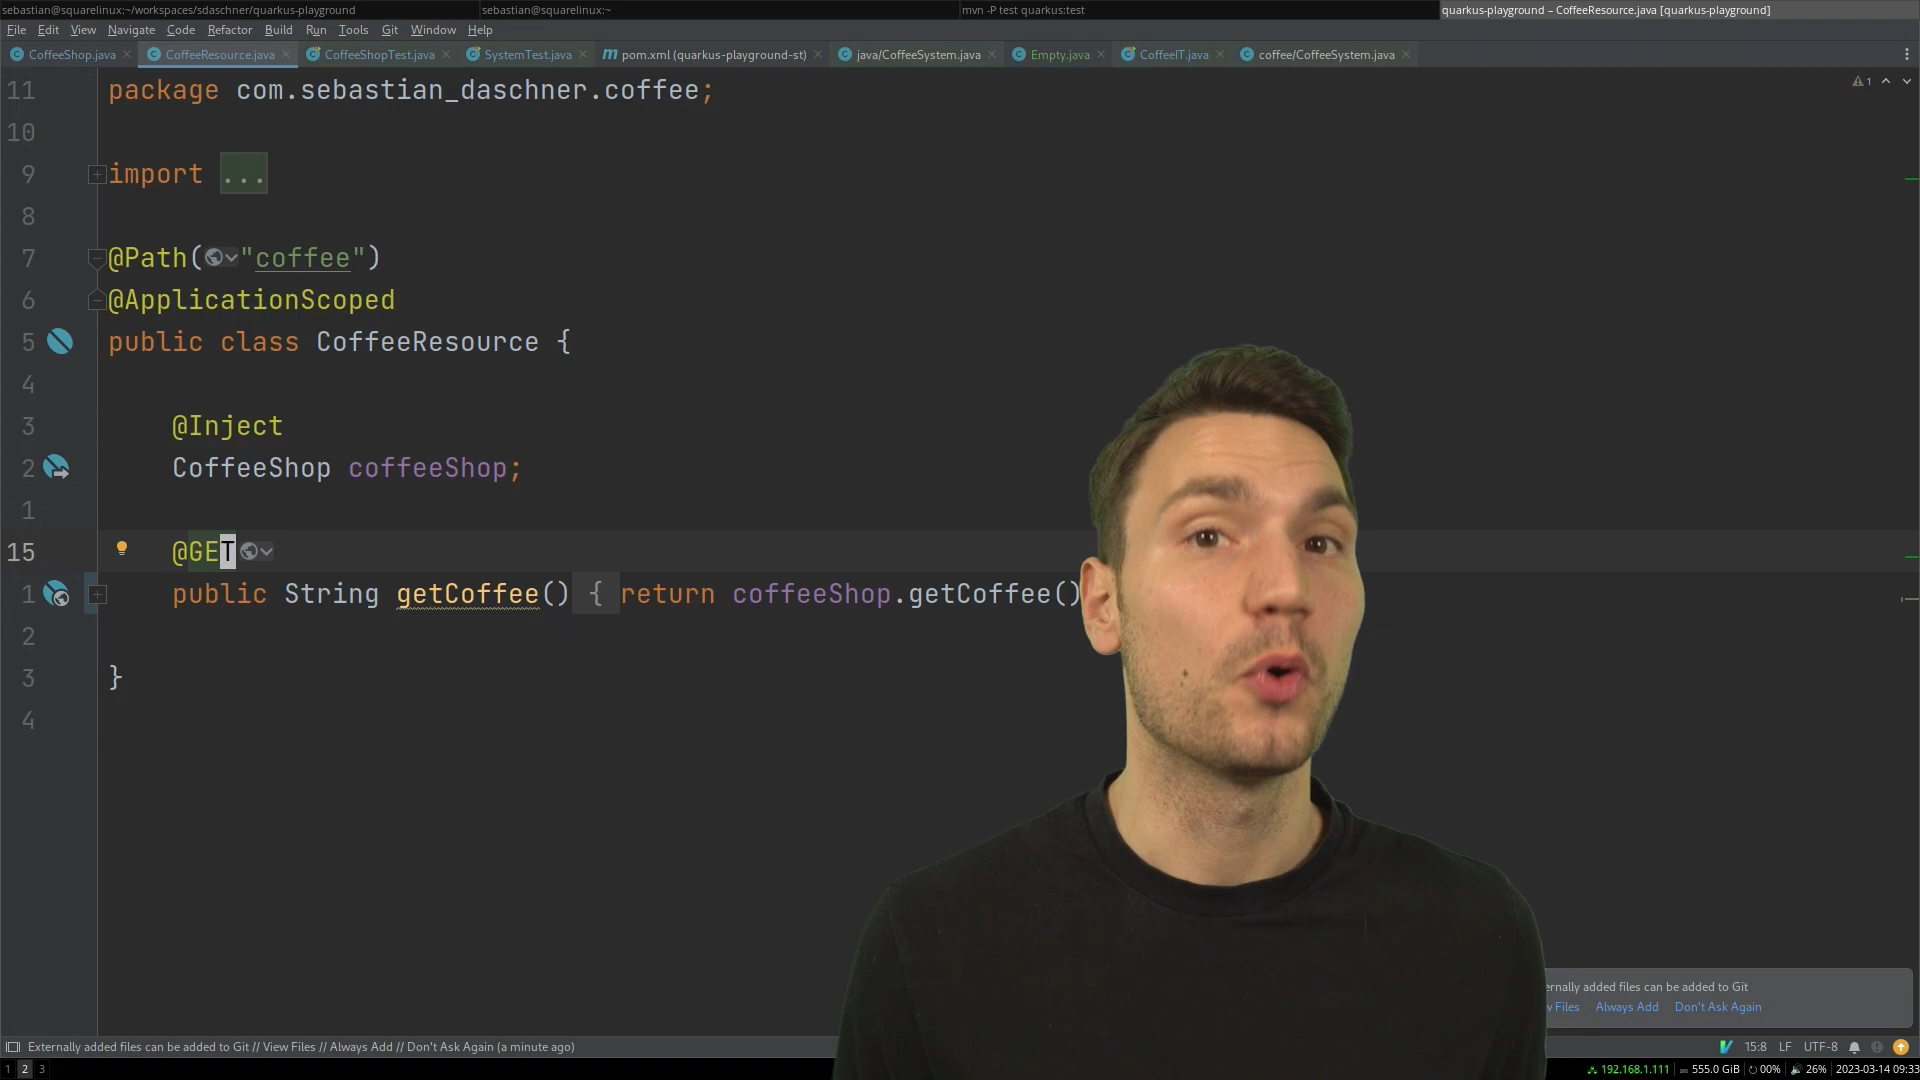 sebastian@squarelinux:~/workspaces/sdaschner/quarkus-playground sebastian@squarelinux:~ mvn -P test quarkus:test quarkus-playground – CoffeeResource.java [quarkus-playground]
File Edit View Navigate Code Refactor Build Run Tools Git Window Help
CoffeeShop.java CoffeeResource.java CoffeeShopTest.java SystemTest.java pom.xml (quarkus-playground-st) java/CoffeeSystem.java Empty.java CoffeeIT.java coffee/CoffeeSystem.java
11 package com.sebastian_daschner.coffee; 1
10
9 import ...
8
7 @Path("coffee")
6 @ApplicationScoped
5 public class CoffeeResource {
4
3 @Inject
2 CoffeeShop coffeeShop;
1
15 @GET
1 public String getCoffee() { return coffeeShop.getCoffee()
2
3 }
4
ernally added files can be added to Git
Files Always Add Don't Ask Again
Externally added files can be added to Git // View Files // Always Add // Don't Ask Again (a minute ago) 15:8 LF UTF-8
1 2 3 192.168.1.111 555.0 GiB 00% 26% 2023-03-14 09:33